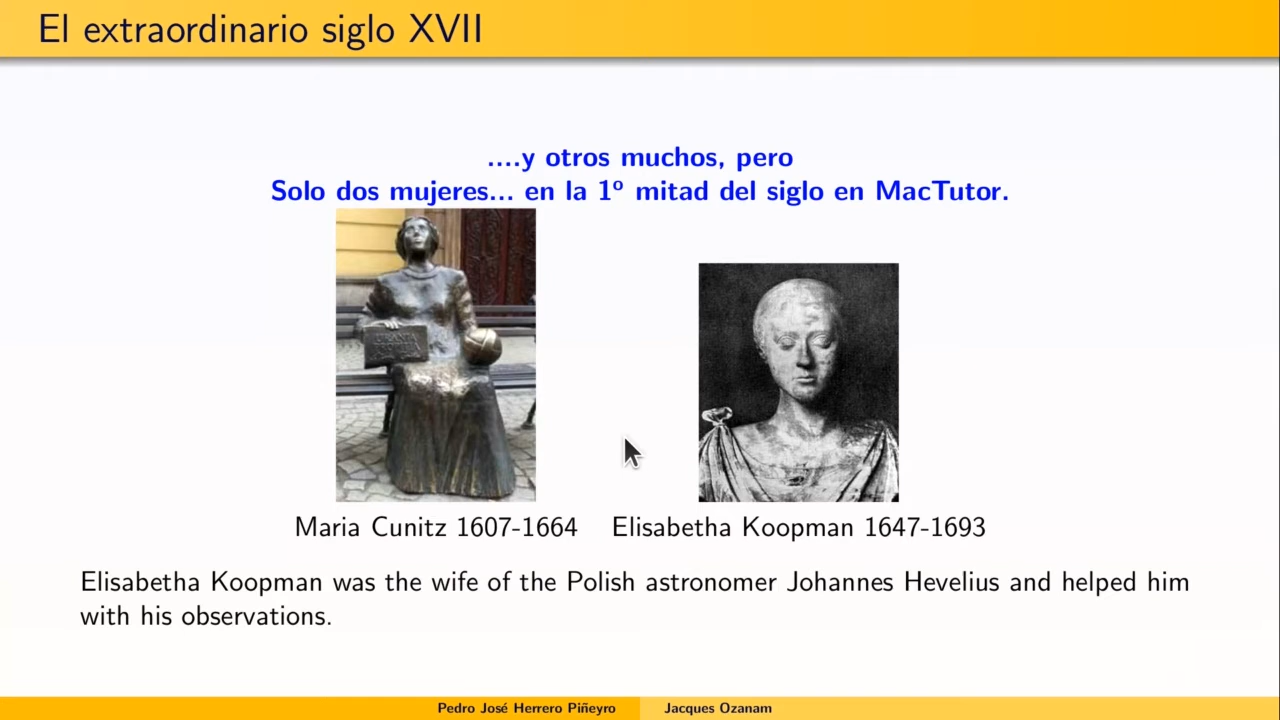 El extraordinario siglo XVII
....y otros muchos, pero
Solo dos mujeres... en la 1º mitad del siglo en MacTutor.
Maria Cunitz 1607-1664
Elisabetha Koopman 1647-1693
Elisabetha Koopman was the wife of the Polish astronomer Johannes Hevelius and helped him
with his observations.
Pedro José Herrero Piñeyro
Jacques Ozanam